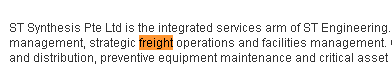 ST Synthesis Pte Ltd is the integrated services arm of ST Engineering.
management, strategic freight operations and facilities management.
and distribution, preventive equipment maintenance and critical asset